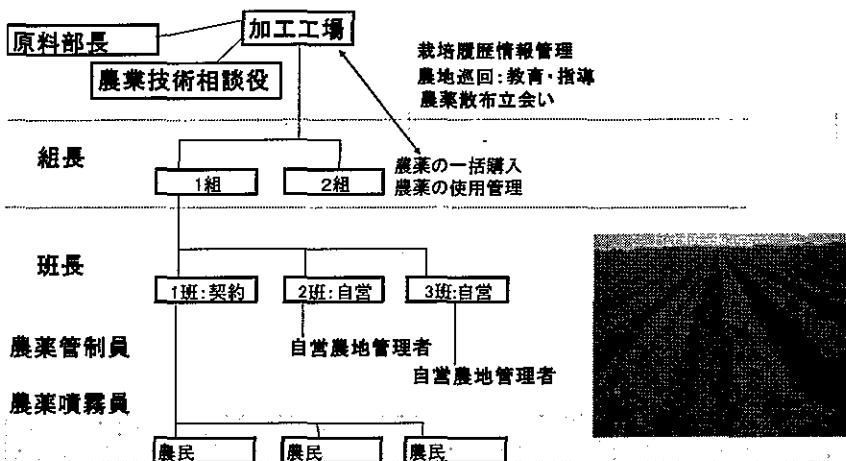 加工工場
原料部長
農業技術相談役
栽培履歴情報管理
農地巡回:教育・指導
農薬散布立会い
組長
1組
2組
農薬の一括購入
農薬の使用管理
班長
1班:契約
2班:自営
3班:自営
農薬管制員
自営農地管理者
自営農地管理者
農薬噴霧員
農民
農民
農民